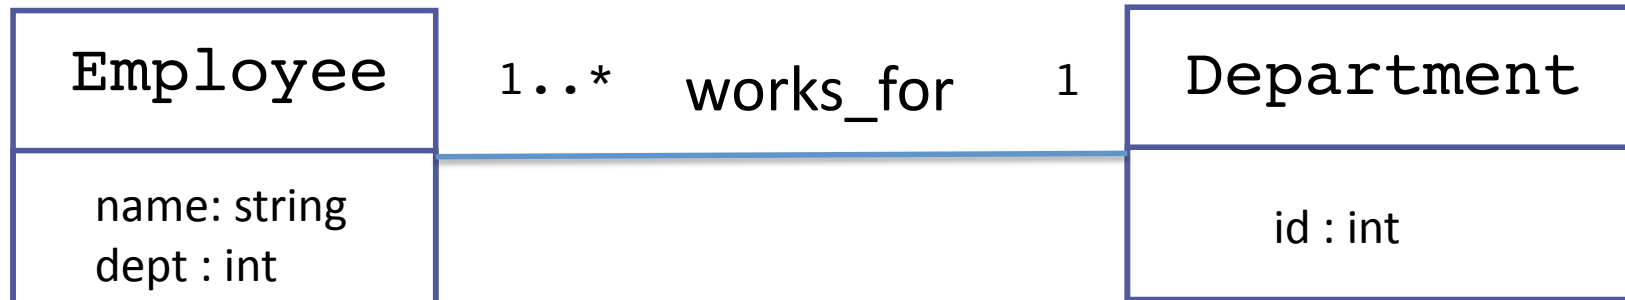 Employee
1..* works_for 1
Department
name: string
dept : int
id : int